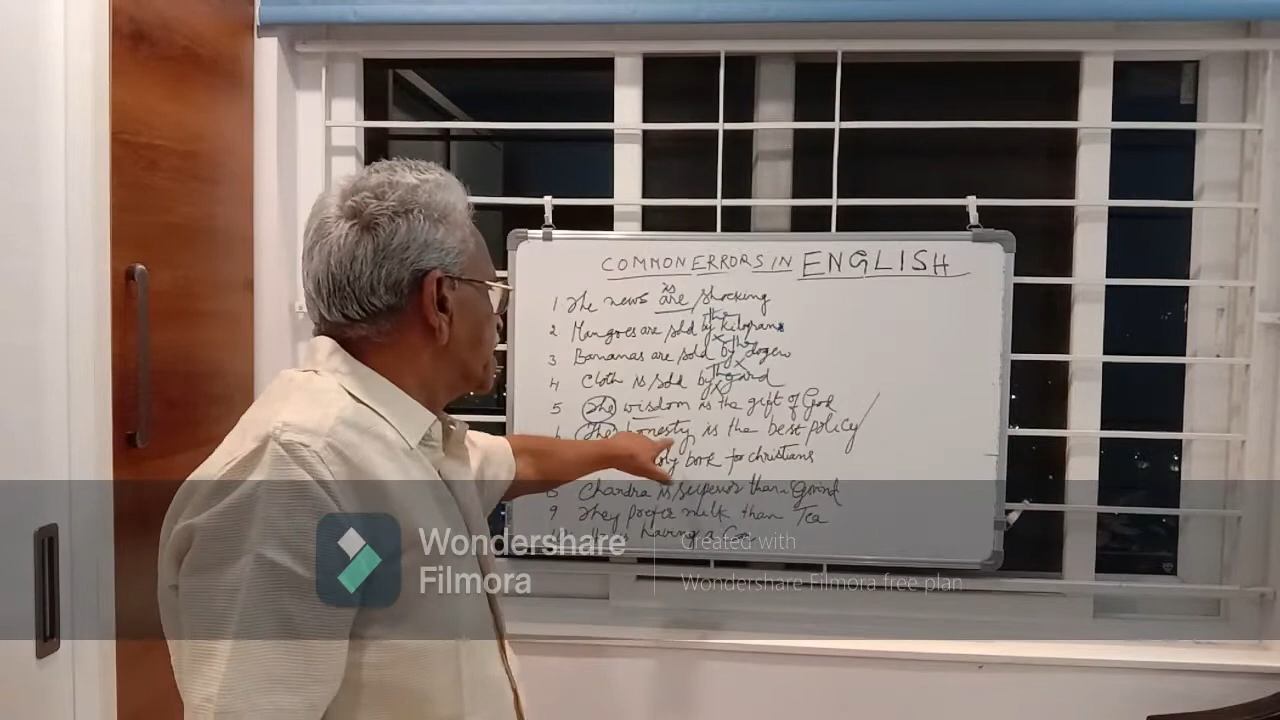 COMMON ERRORS IN ENGLISH
is
1 The news are shocking
the
2 Mangoes are sold by kilograms
x the
3 Bananas are sold by dozen
The x
4 Cloth is sold by yard
x
5 The wisdom is the gift of God
6 The honesty is the best policy
holy book for christians
8 Chandra is superior than Govind
9 They prefer milk than Tea
having a Car
Wondershare
Filmora
Created with
Wondershare Filmora free plan